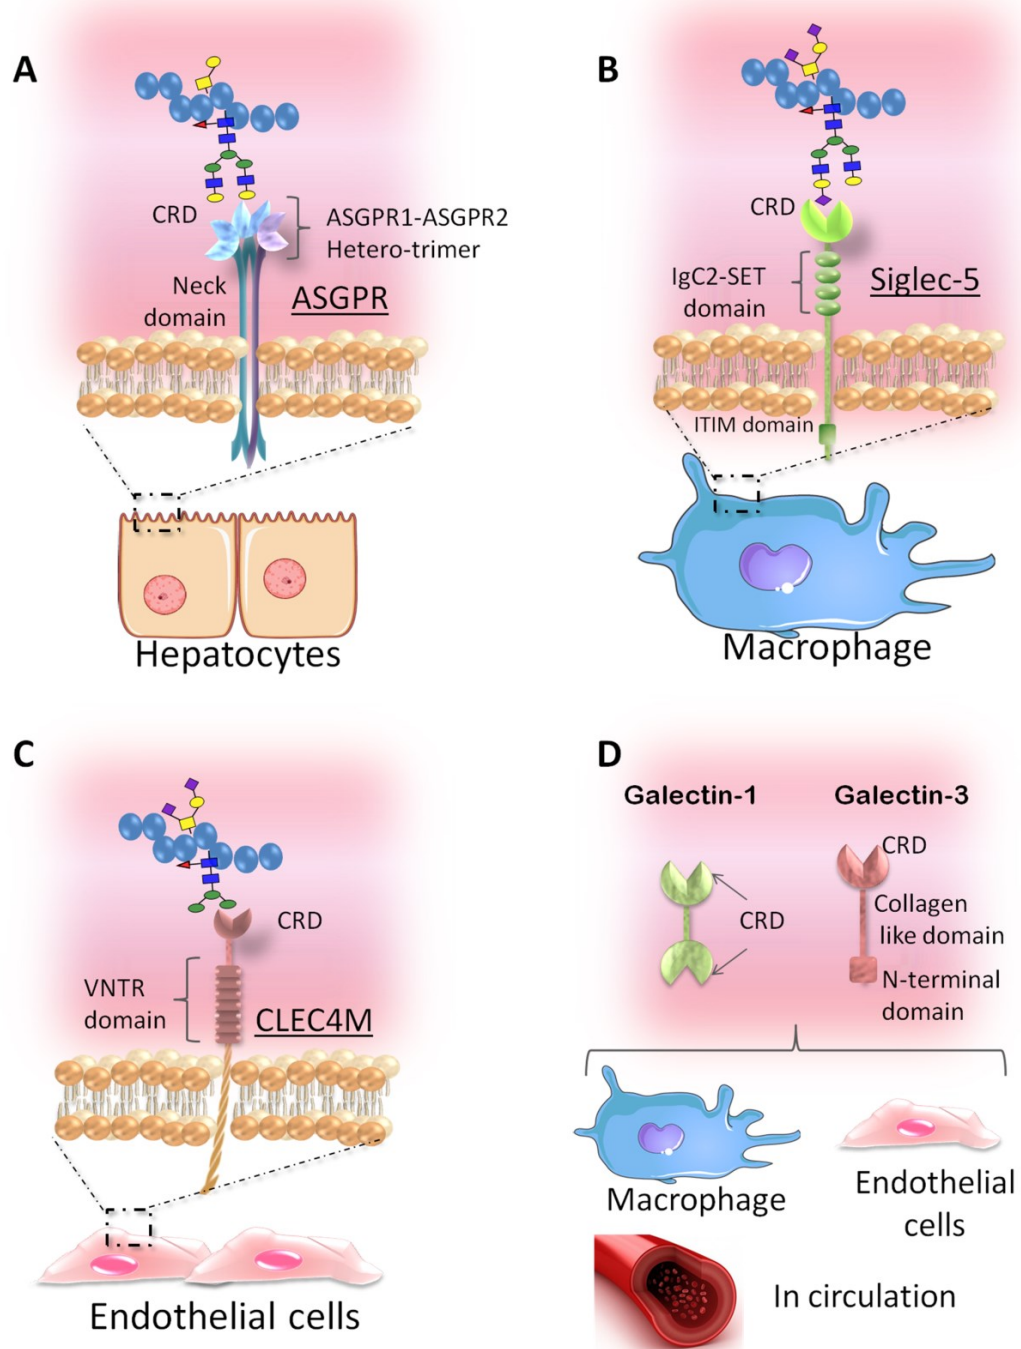 A
CRD
ASGPR1-ASGPR2
Hetero-trimer
Neck
domain
ASGPR
Hepatocytes
B
CRD
IgC2-SET
domain
Siglec-5
ITIM domain
Macrophage
C
CRD
VNTR
domain
CLEC4M
Endothelial cells
D
Galectin-1
Galectin-3
CRD
CRD
Collagen
like domain
N-terminal
domain
Macrophage
Endothelial
cells
In circulation